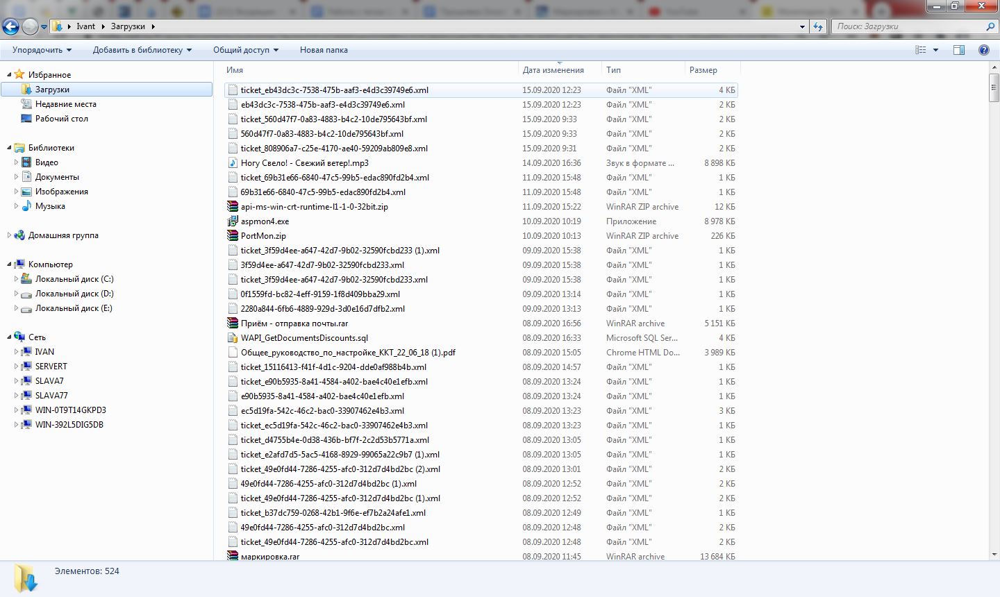 Ivant Загрузки
Поиск: Загрузки
Упорядочить Добавить в библиотеку Общий доступ Новая папка
Избранное
Загрузки
Недавние места
Рабочий стол
Библиотеки
Видео
Документы
Изображения
Музыка
Домашняя группа
Компьютер
Локальный диск (C:)
Локальный диск (D:)
Локальный диск (E:)
Сеть
IVAN
SERVERT
SLAVA7
SLAVA77
WIN-0T9T14GKPD3
WIN-392L5DIG5DB
Имя Дата изменения Тип Размер
ticket_eb43dc3c-7538-475b-aaf3-e4d3c39749e6.xml 15.09.2020 12:23 Файл "XML" 4 КБ
eb43dc3c-7538-475b-aaf3-e4d3c39749e6.xml 15.09.2020 12:23 Файл "XML" 2 КБ
ticket_560d47f7-0a83-4883-b4c2-10de795643bf.xml 15.09.2020 9:33 Файл "XML" 2 КБ
560d47f7-0a83-4883-b4c2-10de795643bf.xml 15.09.2020 9:33 Файл "XML" 2 КБ
ticket_808906a7-c25e-4170-ae40-59209ab809e8.xml 15.09.2020 9:31 Файл "XML" 2 КБ
Ногу Свело! - Свежий ветер!.mp3 14.09.2020 16:36 Звук в формате ... 8 898 КБ
ticket_69b31e66-6840-47c5-99b5-edac890fd2b4.xml 11.09.2020 15:48 Файл "XML" 1 КБ
69b31e66-6840-47c5-99b5-edac890fd2b4.xml 11.09.2020 15:48 Файл "XML" 1 КБ
api-ms-win-crt-runtime-l1-1-0-32bit.zip 11.09.2020 15:22 WinRAR ZIP archive 12 КБ
aspmon4.exe 10.09.2020 10:19 Приложение 8 978 КБ
PortMon.zip 10.09.2020 10:13 WinRAR ZIP archive 226 КБ
ticket_3f59d4ee-a647-42d7-9b02-32590fcbd233 (1).xml 09.09.2020 15:38 Файл "XML" 1 КБ
3f59d4ee-a647-42d7-9b02-32590fcbd233.xml 09.09.2020 15:38 Файл "XML" 1 КБ
ticket_3f59d4ee-a647-42d7-9b02-32590fcbd233.xml 09.09.2020 15:38 Файл "XML" 1 КБ
0f1559fd-bc82-4eff-9159-1f8d409bba29.xml 09.09.2020 13:14 Файл "XML" 1 КБ
2280a844-6fb6-4889-929d-3d0e16d7dfb2.xml 09.09.2020 13:13 Файл "XML" 1 КБ
Приём - отправка почты.rar 08.09.2020 16:56 WinRAR archive 5 151 КБ
WAPI_GetDocumentsDiscounts.sql 08.09.2020 16:33 Microsoft SQL Ser... 4 КБ
Общее_руководство_по_настройке_ККТ_22_06_18 (1).pdf 08.09.2020 15:05 Chrome HTML Do... 3 989 КБ
ticket_15116413-f41f-4d1c-9204-dde0af988b4b.xml 08.09.2020 14:57 Файл "XML" 1 КБ
ticket_e90b5935-8a41-4584-a402-bae4c40e1efb.xml 08.09.2020 13:24 Файл "XML" 1 КБ
e90b5935-8a41-4584-a402-bae4c40e1efb.xml 08.09.2020 13:24 Файл "XML" 1 КБ
ec5d19fa-542c-46c2-bac0-33907462e4b3.xml 08.09.2020 13:23 Файл "XML" 3 КБ
ticket_ec5d19fa-542c-46c2-bac0-33907462e4b3.xml 08.09.2020 13:23 Файл "XML" 1 КБ
ticket_d4755b4e-0d38-436b-bf7f-2c2d53b5771a.xml 08.09.2020 13:05 Файл "XML" 1 КБ
ticket_e2afd7d5-5ac5-4168-8929-99065a22c9b7 (1).xml 08.09.2020 13:05 Файл "XML" 1 КБ
ticket_49e0fd44-7286-4255-afc0-312d7d4bd2bc (2).xml 08.09.2020 13:01 Файл "XML" 2 КБ
49e0fd44-7286-4255-afc0-312d7d4bd2bc (1).xml 08.09.2020 12:52 Файл "XML" 2 КБ
ticket_49e0fd44-7286-4255-afc0-312d7d4bd2bc (1).xml 08.09.2020 12:52 Файл "XML" 2 КБ
ticket_b37dc759-0268-42b1-9f6e-ef7b2a24afe1.xml 08.09.2020 12:49 Файл "XML" 1 КБ
49e0fd44-7286-4255-afc0-312d7d4bd2bc.xml 08.09.2020 12:48 Файл "XML" 2 КБ
ticket_49e0fd44-7286-4255-afc0-312d7d4bd2bc.xml 08.09.2020 12:48 Файл "XML" 2 КБ
маркировка.rar 08.09.2020 11:45 WinRAR archive 13 684 КБ
Элементов: 524